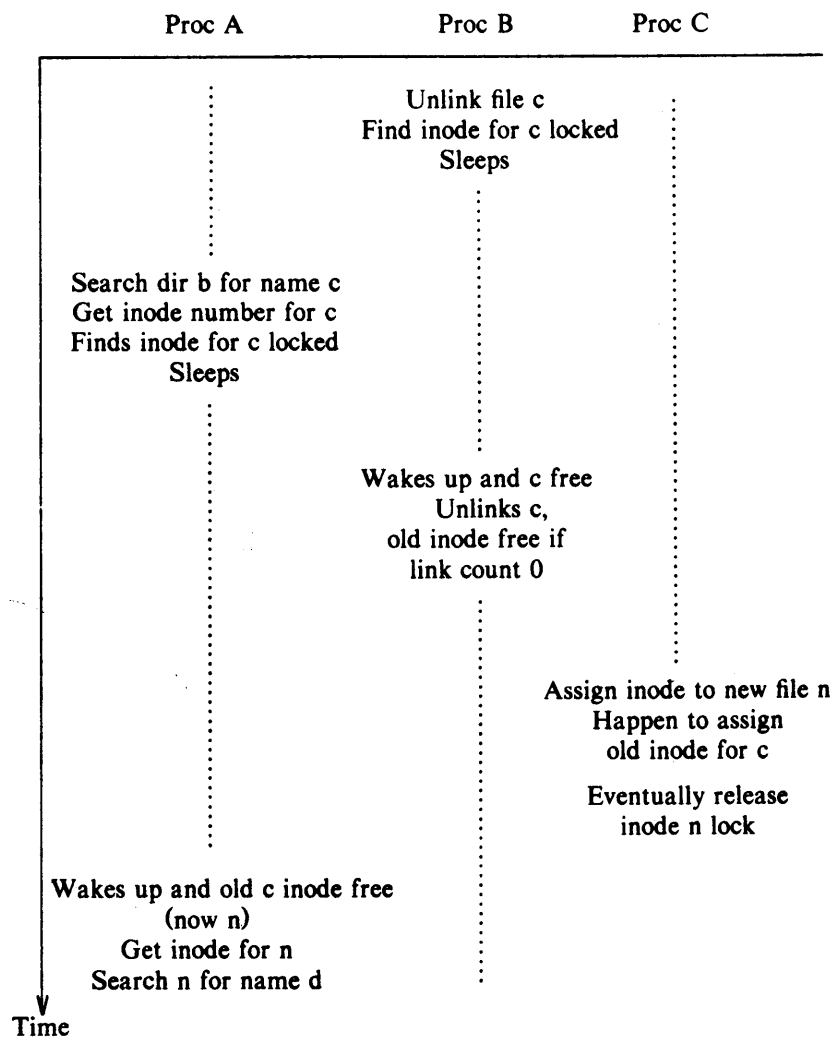 Proc A Proc B Proc C
Unlink file c
Find inode for c locked
Sleeps
Search dir b for name c
Get inode number for c
Finds inode for c locked
Sleeps
Wakes up and c free
Unlinks c,
old inode free if
link count 0
Assign inode to new file n
Happen to assign
old inode for c
Eventually release
inode n lock
Wakes up and old c inode free
(now n)
Get inode for n
Search n for name d
Time